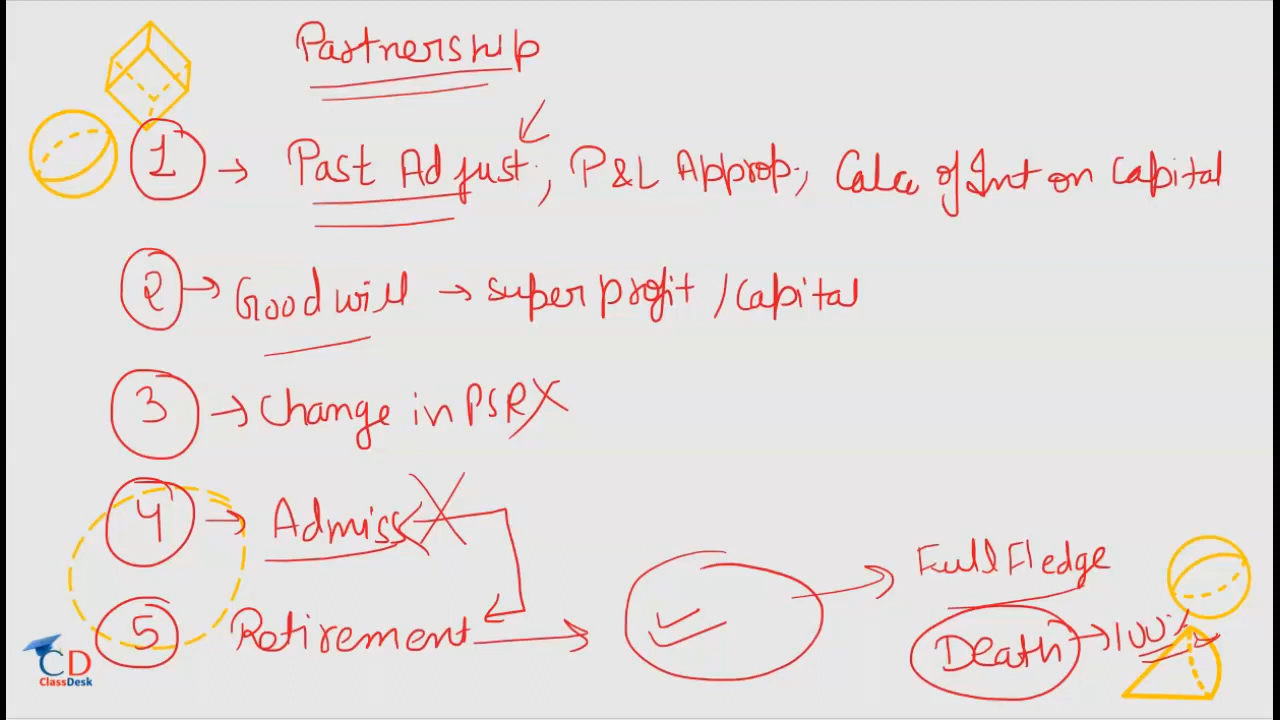 Partnership
1 → Past Adjust., P&L Approp., Calc of Int on Capital
2 → Goodwill → super profit / Capital
3 → Change in PSR X
4 → Admiss X
5 Retirement → → Full Fledge
Death → 100%
CD
ClassDesk